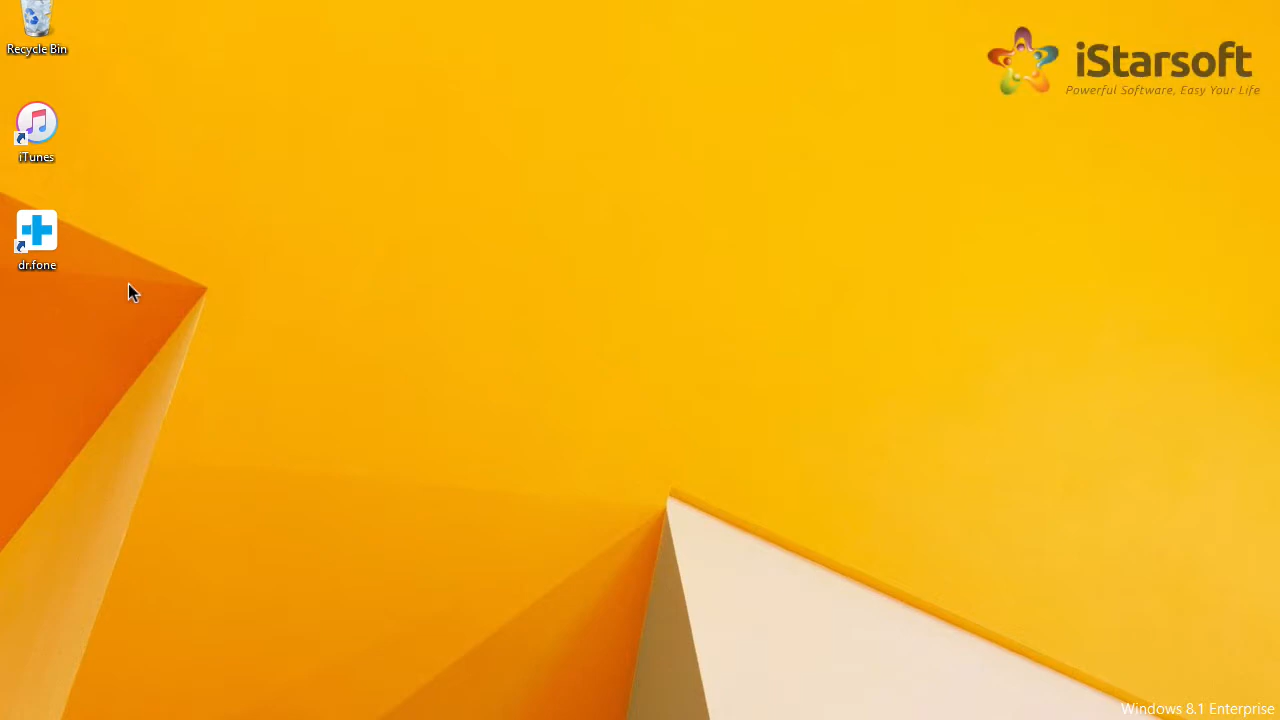 Recycle Bin
iTunes
dr.fone
iStarsoft
Powerful Software, Easy Your Life
Windows 8.1 Enterprise